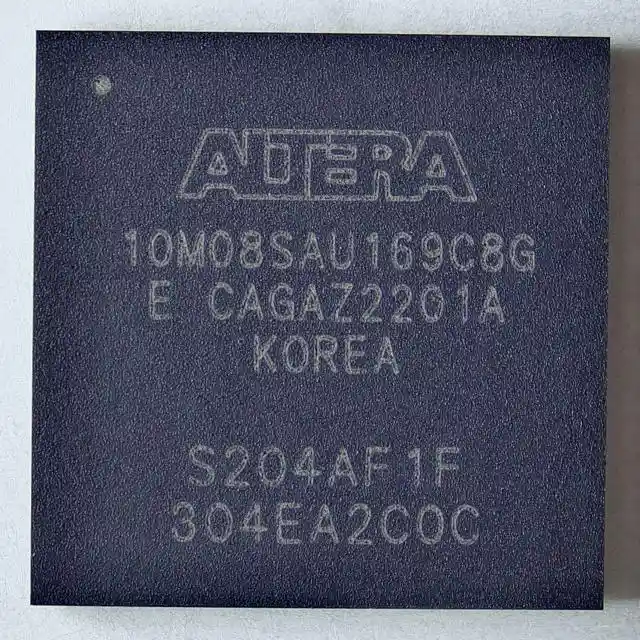 ALTERA
10M08SAU169C8G
E CAGAZ2201A
KOREA
S204AF1F
304EA2C0C